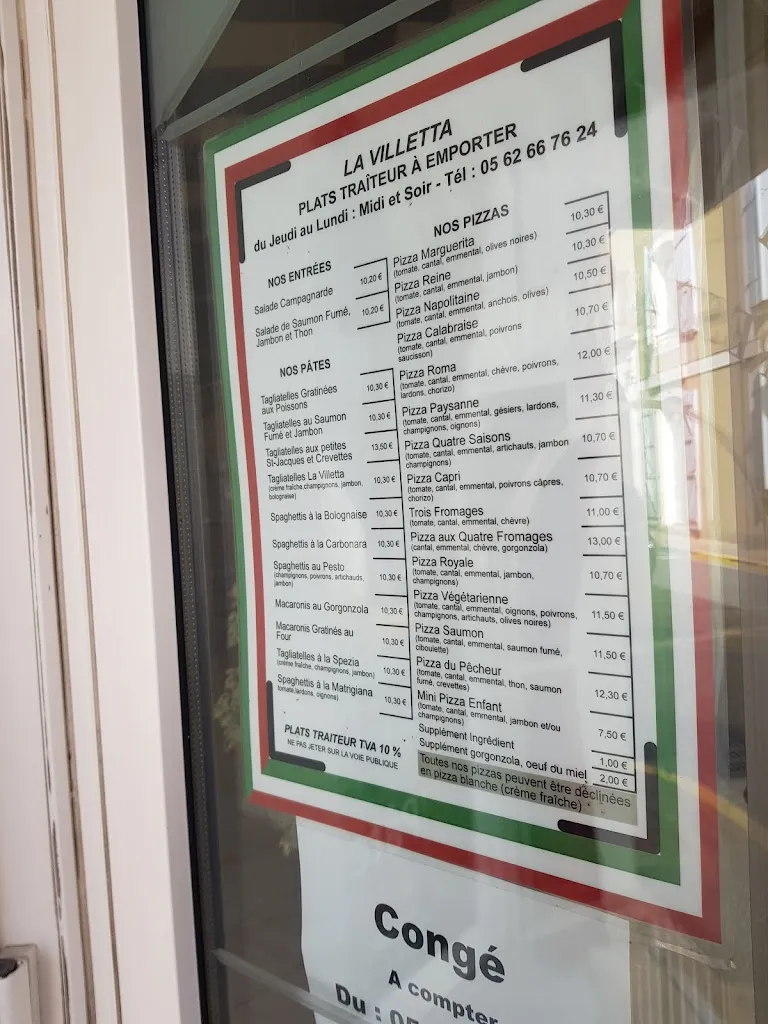 LA VILLETTA
PLATS TRAÎTEUR À EMPORTER
du Jeudi au Lundi : Midi et Soir - Tél : 05 62 66 76 24
NOS ENTRÉES
Salade Campagnarde 10,20 €
Salade de Saumon Fumé, 10,20 €
Jambon et Thon
NOS PÂTES
Tagliatelles Gratinées 10,30 €
aux Poissons
Tagliatelles au Saumon 10,30 €
Fumé et Jambon
Tagliatelles aux petites 13,50 €
St-Jacques et Crevettes
Tagliatelles La Villetta 10,30 €
(crème fraîche,champignons, jambon,
bolognaise)
Spaghettis à la Bolognaise 10,30 €
Spaghettis à la Carbonara 10,30 €
Spaghettis au Pesto 10,30 €
(champignons, poivrons, artichauds,
jambon)
Macaronis au Gorgonzola 10,30 €
Macaronis Gratinés au 10,30 €
Four
Tagliatelles à la Spezia 10,30 €
(crème fraîche, champignons, jambon)
Spaghettis à la Matrigiana 10,30 €
tomate,lardons, oignons)
PLATS TRAITEUR TVA 10 %
NE PAS JETER SUR LA VOIE PUBLIQUE
NOS PIZZAS
Pizza Marguerita 10,30 €
(tomate, cantal, emmental, olives noires)
Pizza Reine 10,30 €
(tomate, cantal, emmental, jambon)
Pizza Napolitaine 10,50 €
(tomate, cantal, emmental, anchois, olives)
Pizza Calabraise 10,70 €
(tomate, cantal, emmental, poivrons
saucisson)
Pizza Roma 12,00 €
(tomate, cantal, emmental, chèvre, poivrons,
lardons, chorizo)
Pizza Paysanne 11,30 €
(tomate, cantal, emmental, gésiers, lardons,
champignons, oignons)
Pizza Quatre Saisons 10,70 €
(tomate, cantal, emmental, artichauts, jambon
champignons)
Pizza Capri 10,70 €
(tomate, cantal, emmental, poivrons câpres,
chorizo)
Trois Fromages 11,00 €
(tomate, cantal, emmental, chèvre)
Pizza aux Quatre Fromages 13,00 €
(cantal, emmental, chèvre, gorgonzola)
Pizza Royale 10,70 €
(tomate, cantal, emmental, jambon,
champignons)
Pizza Végétarienne 11,50 €
(tomate, cantal, emmental, oignons, poivrons,
champignons, artichauts, olives noires)
Pizza Saumon 11,50 €
(tomate, cantal, emmental, saumon fumé,
ciboulette)
Pizza du Pêcheur 12,30 €
(tomate, cantal, emmental, thon, saumon
fumé, crevettes)
Mini Pizza Enfant 7,50 €
(tomate, cantal, emmental, jambon et/ou
champignons)
Supplément Ingrédient 1,00 €
Supplément gorgonzola, oeuf ou miel 2,00 €
Toutes nos pizzas peuvent être déclinées
en pizza blanche (crème fraîche)
Congé
A compter
Du :